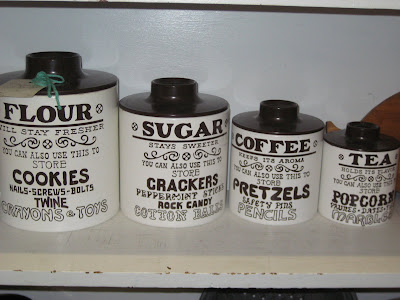 FLOUR
WILL STAY FRESHER
YOU CAN ALSO USE THIS TO
STORE
COOKIES
NAILS-SCREWS-BOLTS
TWINE
CRAYONS & TOYS
SUGAR
STAYS SWEETER
YOU CAN ALSO USE THIS TO
STORE
CRACKERS
PEPPERMINT STICKS
ROCK CANDY
COTTON BALLS
COFFEE
KEEPS ITS AROMA
YOU CAN ALSO USE THIS TO
STORE
PRETZELS
SAFETY PINS
PENCILS
TEA
HOLDS ITS FLAVOR
YOU CAN ALSO USE THIS TO
STORE
POPCORN
PRUNES-DATES
MARBLES